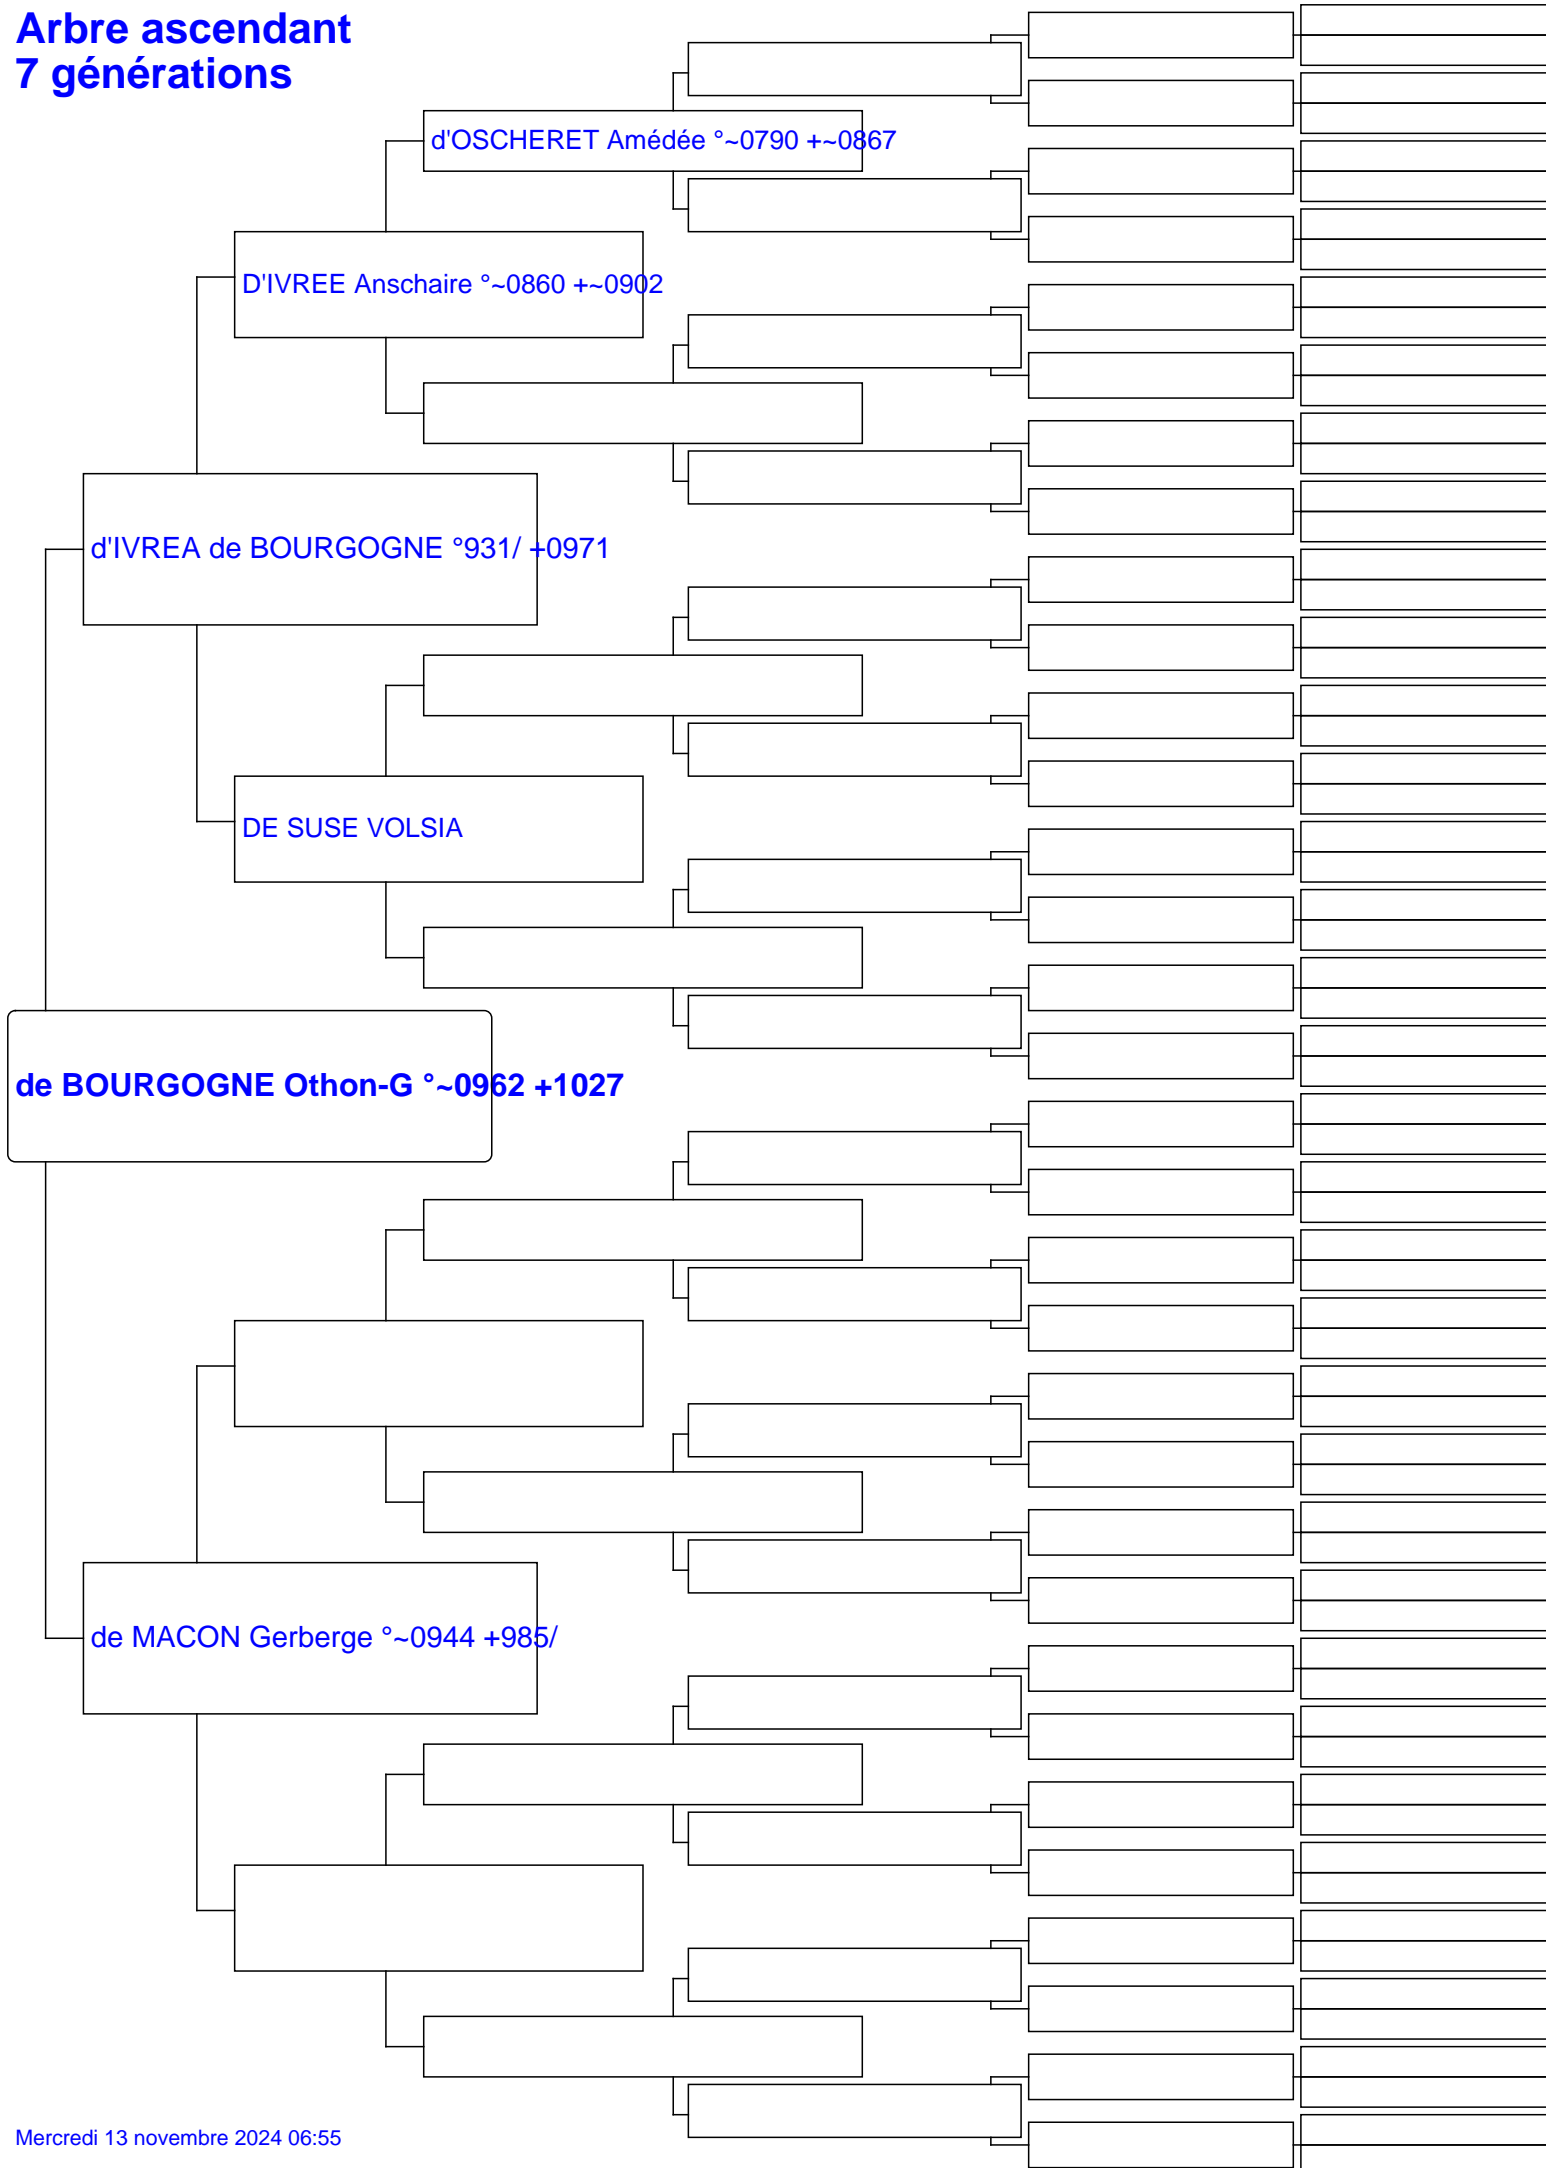 Arbre ascendant
7 générations
d'OSCHERET Amédée °~0790 +~0867
D'IVREE Anschaire °~0860 +~0902
d'IVREA de BOURGOGNE °931/ +0971
DE SUSE VOLSIA
de BOURGOGNE Othon-G °~0962 +1027
de MACON Gerberge °~0944 +985/
Mercredi 13 novembre 2024 06:55